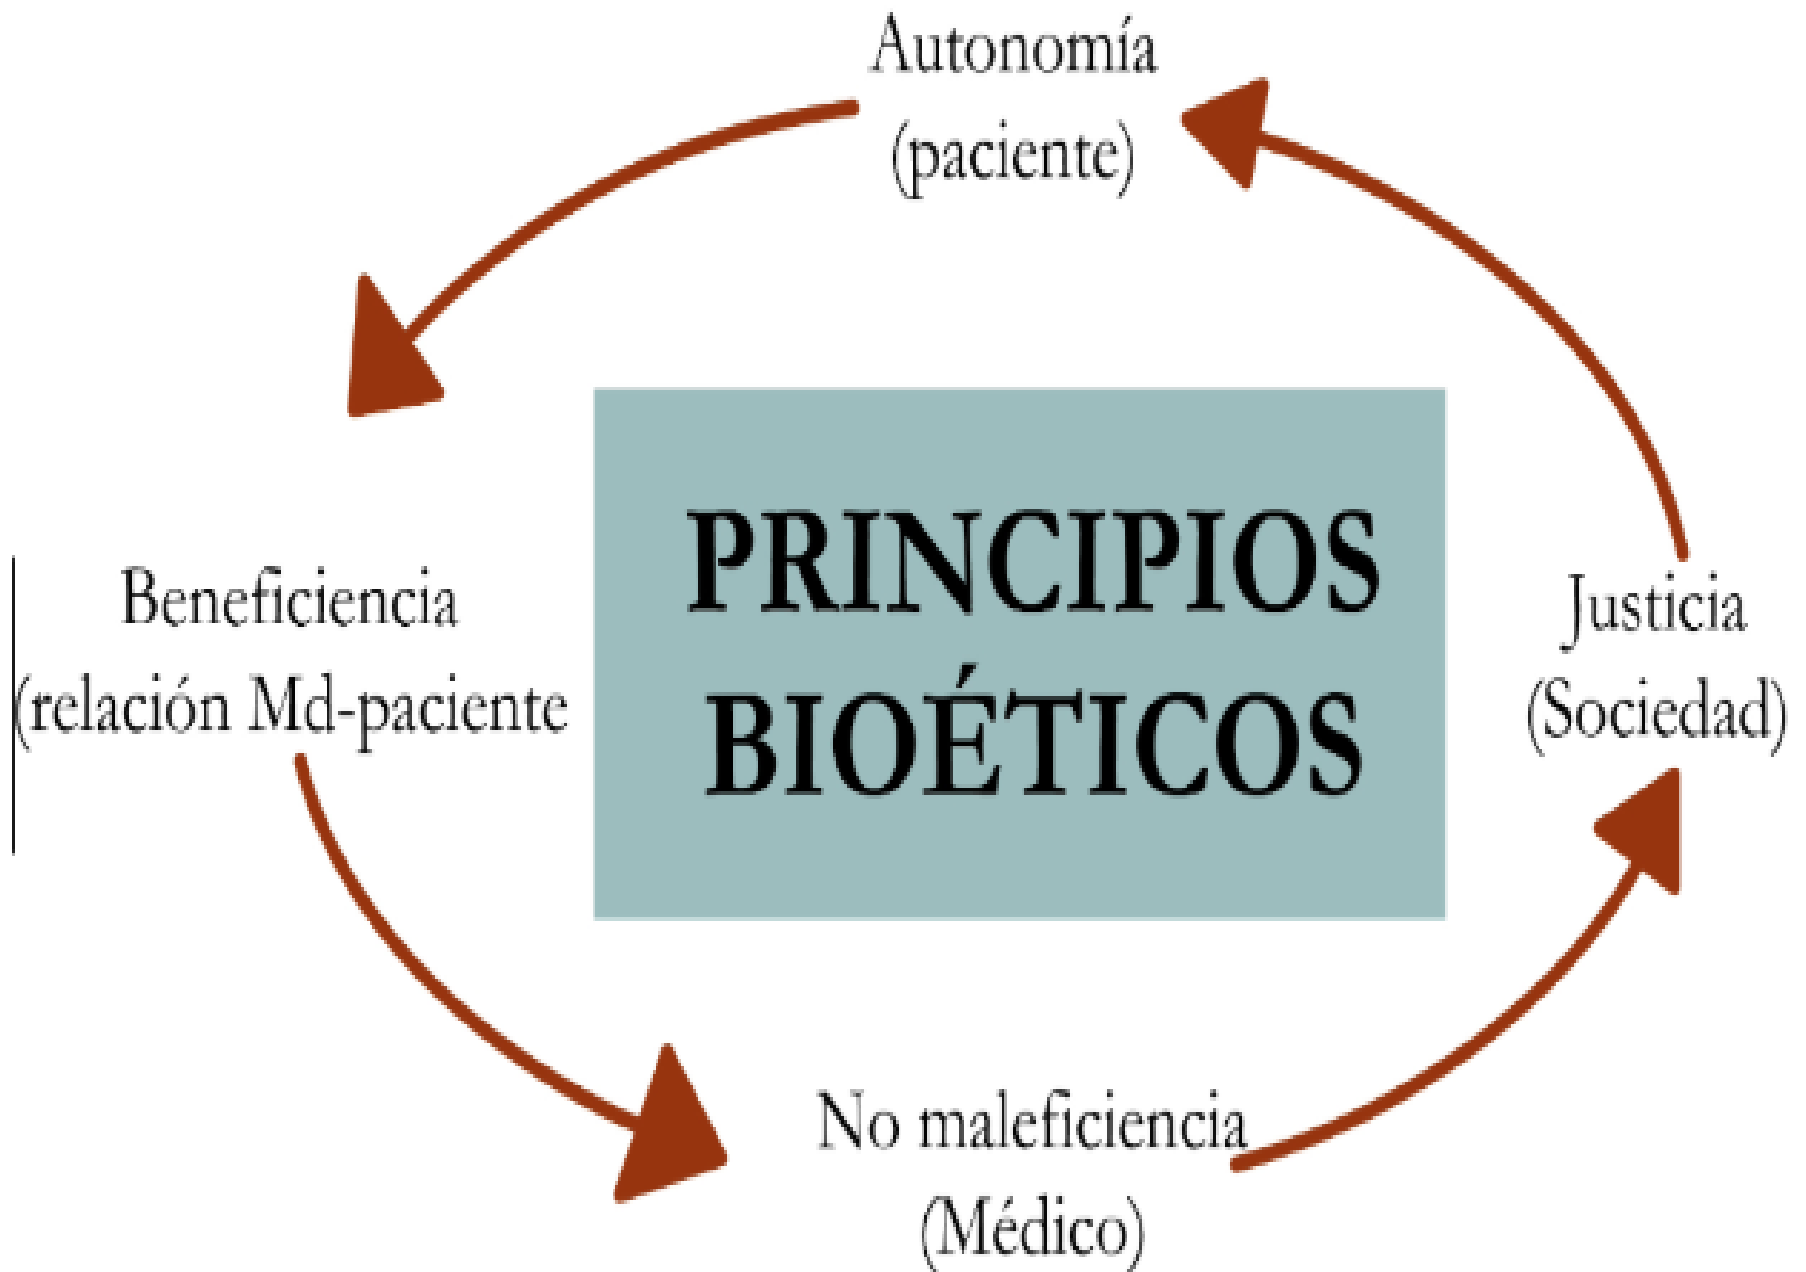 Autonomía
(paciente)
PRINCIPIOS
BIOÉTICOS
Beneficiencia
(relación Md-paciente
Justicia
(Sociedad)
No maleficiencia
(Médico)